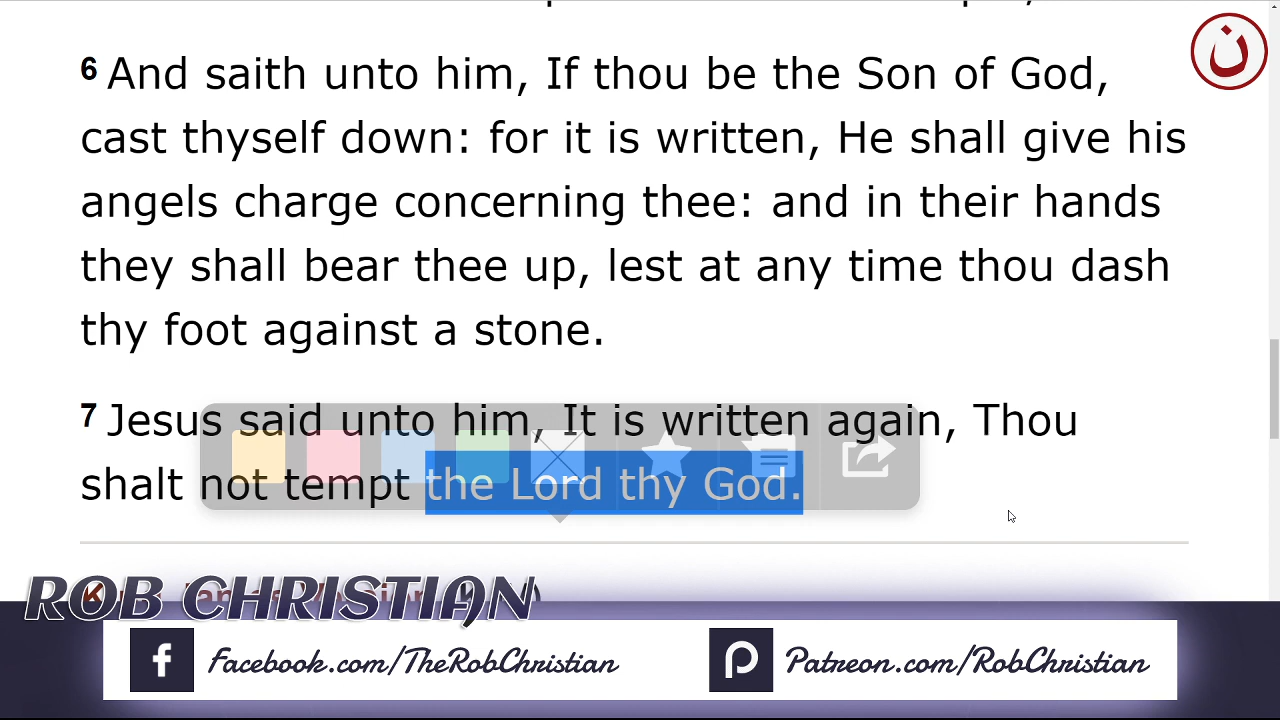 ن
6 And saith unto him, If thou be the Son of God,
cast thyself down: for it is written, He shall give his
angels charge concerning thee: and in their hands
they shall bear thee up, lest at any time thou dash
thy foot against a stone.
7 Jesus said unto him, It is written again, Thou
shalt not tempt the Lord thy God.
ROB CHRISTIAN
f Facebook.com/TheRobChristian
Patreon.com/RobChristian